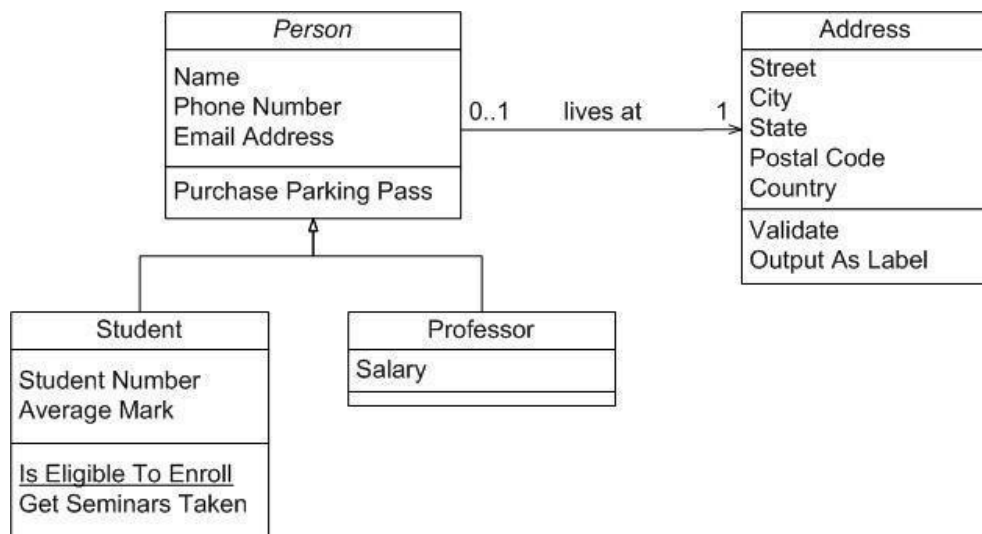 Person
Name
Phone Number
Email Address
Purchase Parking Pass
0..1 lives at 1
Address
Street
City
State
Postal Code
Country
Validate
Output As Label
Student
Student Number
Average Mark
Is Eligible To Enroll
Get Seminars Taken
Professor
Salary